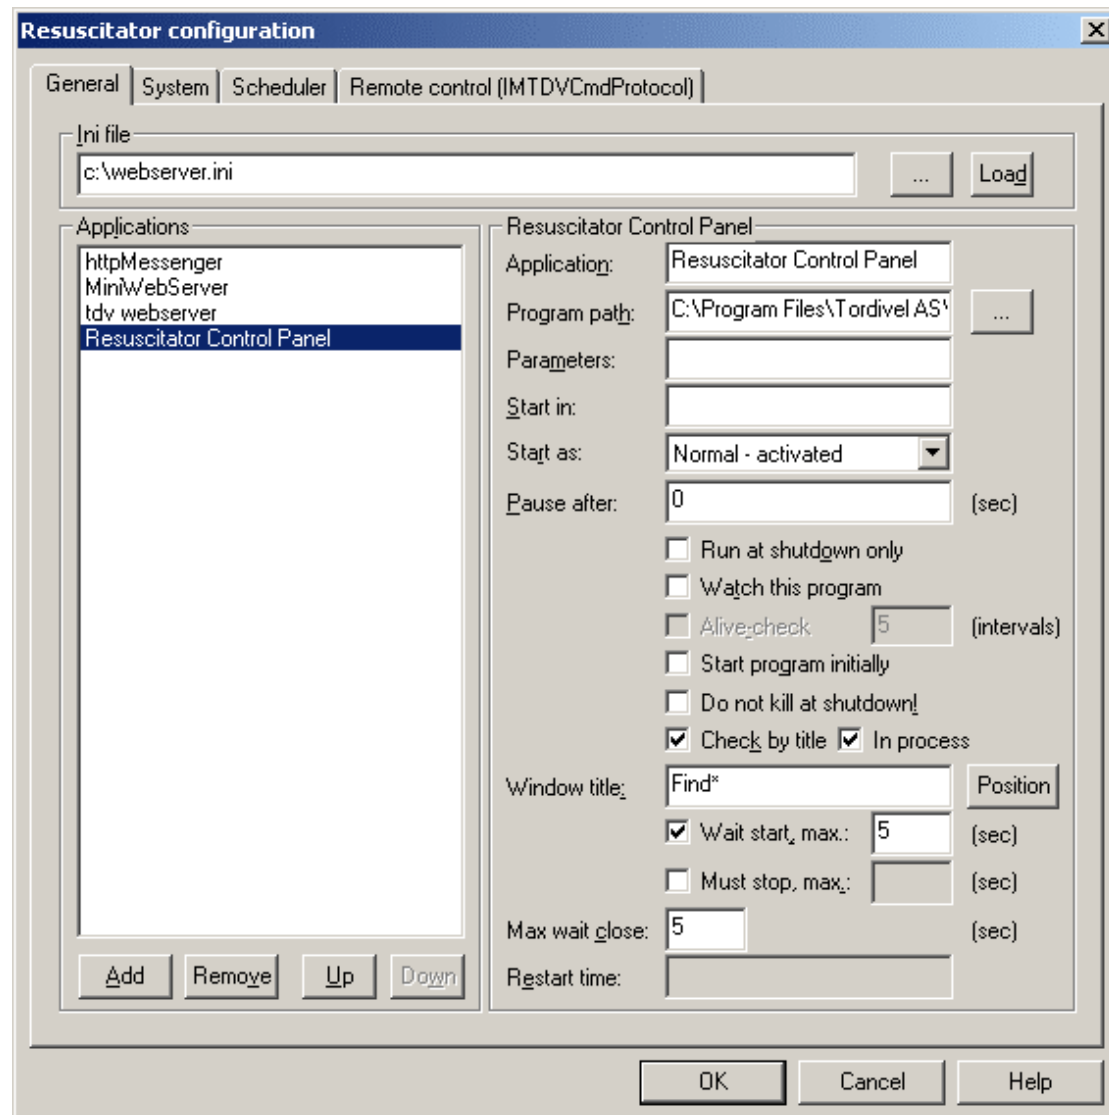 Resuscitator configuration
General System Scheduler Remote control (IMTDVCmdProtocol)
Ini file
c:\webserver.ini ... Load
Applications
httpMessenger
MiniWebServer
tdv webserver
Resuscitator Control Panel
Add Remove Up Down
Resuscitator Control Panel
Application: Resuscitator Control Panel
Program path: C:\Program Files\Tordivel AS\ ...
Parameters:
Start in:
Start as: Normal - activated
Pause after: 0 (sec)
Run at shutdown only
Watch this program
Alive-check 5 (intervals)
Start program initially
Do not kill at shutdown!
Check by title In process
Window title: Find* Position
Wait start, max.: 5 (sec)
Must stop, max.: (sec)
Max wait close: 5 (sec)
Restart time:
OK Cancel Help